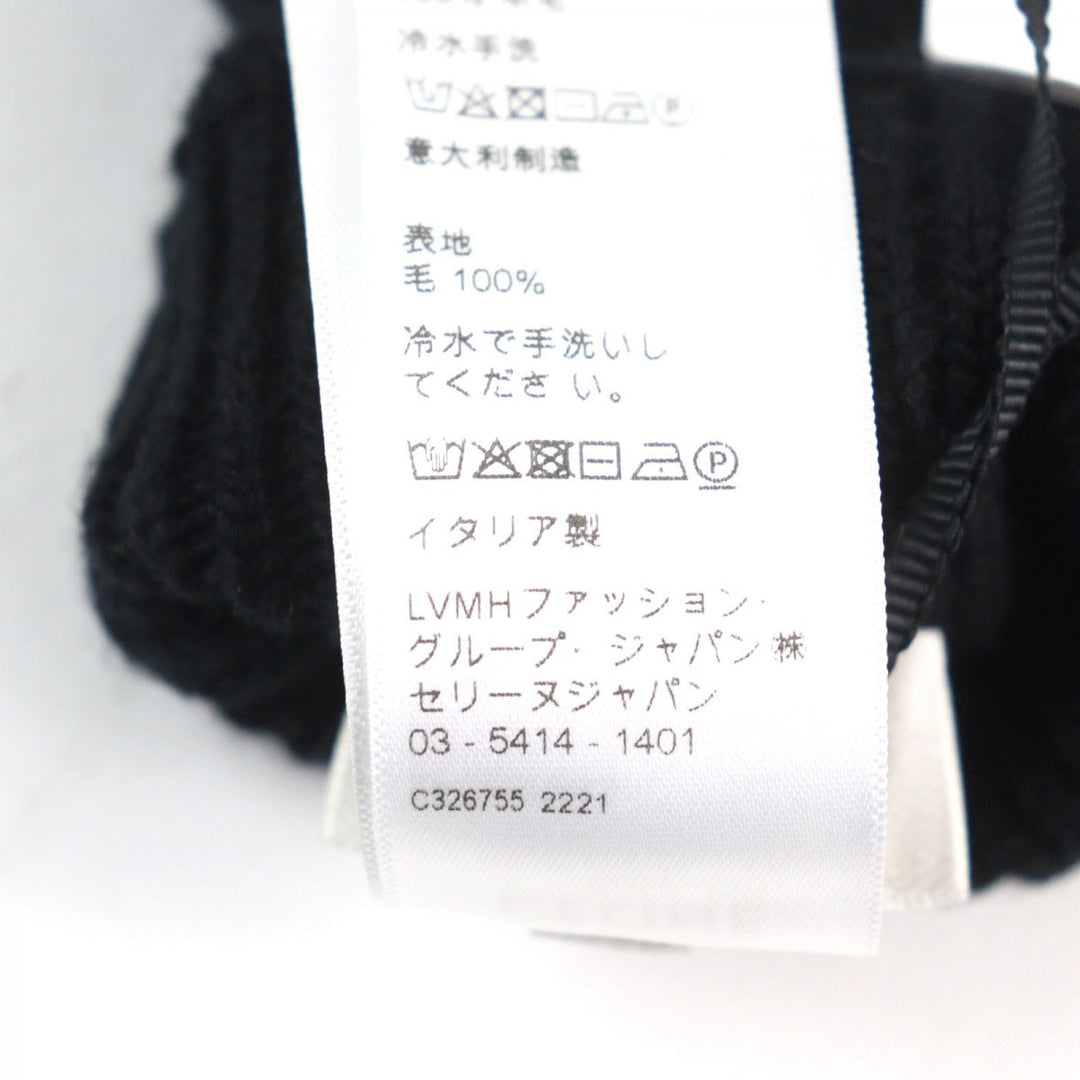 冷水手洗
意大利制造
表地
毛 100%
冷水で手洗いし
てください。
P
イタリア製
LVMHファッション・
グループ・ジャパン㈱
セリーヌジャパン
03 - 5414 - 1401
C326755 2221